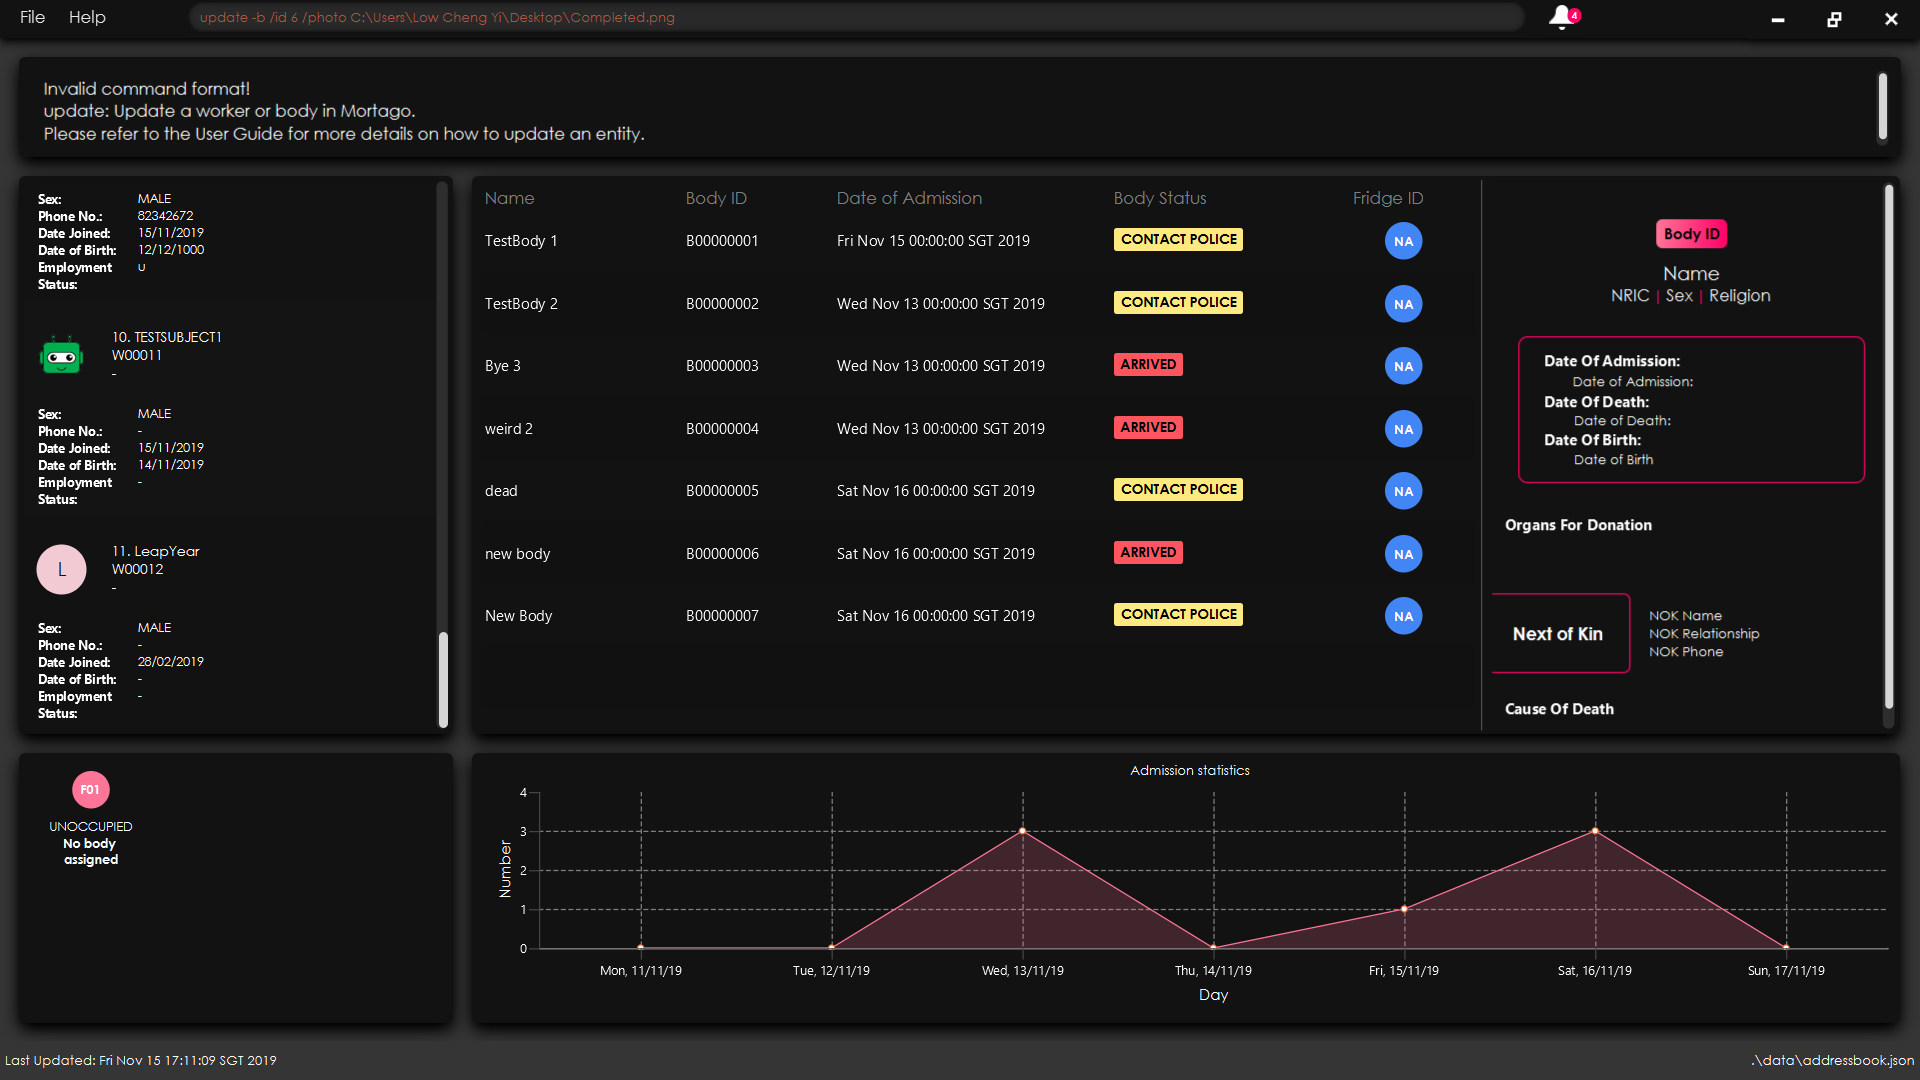 File Help update -b /id 6 /photo C:\Users\Low Cheng Yi\Desktop\Completed.png 4
Invalid command format!
update: Update a worker or body in Mortago.
Please refer to the User Guide for more details on how to update an entity.
Sex: MALE
Phone No.: 82342672
Date Joined: 15/11/2019
Date of Birth: 12/12/1000
Employment Status: u
10. TESTSUBJECT1
W00011
-
Sex: MALE
Phone No.: -
Date Joined: 15/11/2019
Date of Birth: 14/11/2019
Employment Status: -
L
11. LeapYear
W00012
-
Sex: MALE
Phone No.: -
Date Joined: 28/02/2019
Date of Birth: -
Employment Status: -
Name Body ID Date of Admission Body Status Fridge ID
TestBody 1 B00000001 Fri Nov 15 00:00:00 SGT 2019 CONTACT POLICE NA
TestBody 2 B00000002 Wed Nov 13 00:00:00 SGT 2019 CONTACT POLICE NA
Bye 3 B00000003 Wed Nov 13 00:00:00 SGT 2019 ARRIVED NA
weird 2 B00000004 Wed Nov 13 00:00:00 SGT 2019 ARRIVED NA
dead B00000005 Sat Nov 16 00:00:00 SGT 2019 CONTACT POLICE NA
new body B00000006 Sat Nov 16 00:00:00 SGT 2019 ARRIVED NA
New Body B00000007 Sat Nov 16 00:00:00 SGT 2019 CONTACT POLICE NA
Body ID
Name
NRIC | Sex | Religion
Date Of Admission:
Date of Admission:
Date Of Death:
Date of Death:
Date Of Birth:
Date of Birth
Organs For Donation
Next of Kin
NOK Name
NOK Relationship
NOK Phone
Cause Of Death
F01
UNOCCUPIED
No body
assigned
Admission statistics
Number
4
3
2
1
0
Mon, 11/11/19 Tue, 12/11/19 Wed, 13/11/19 Thu, 14/11/19 Fri, 15/11/19 Sat, 16/11/19 Sun, 17/11/19
Day
Last Updated: Fri Nov 15 17:11:09 SGT 2019 .\data\addressbook.json